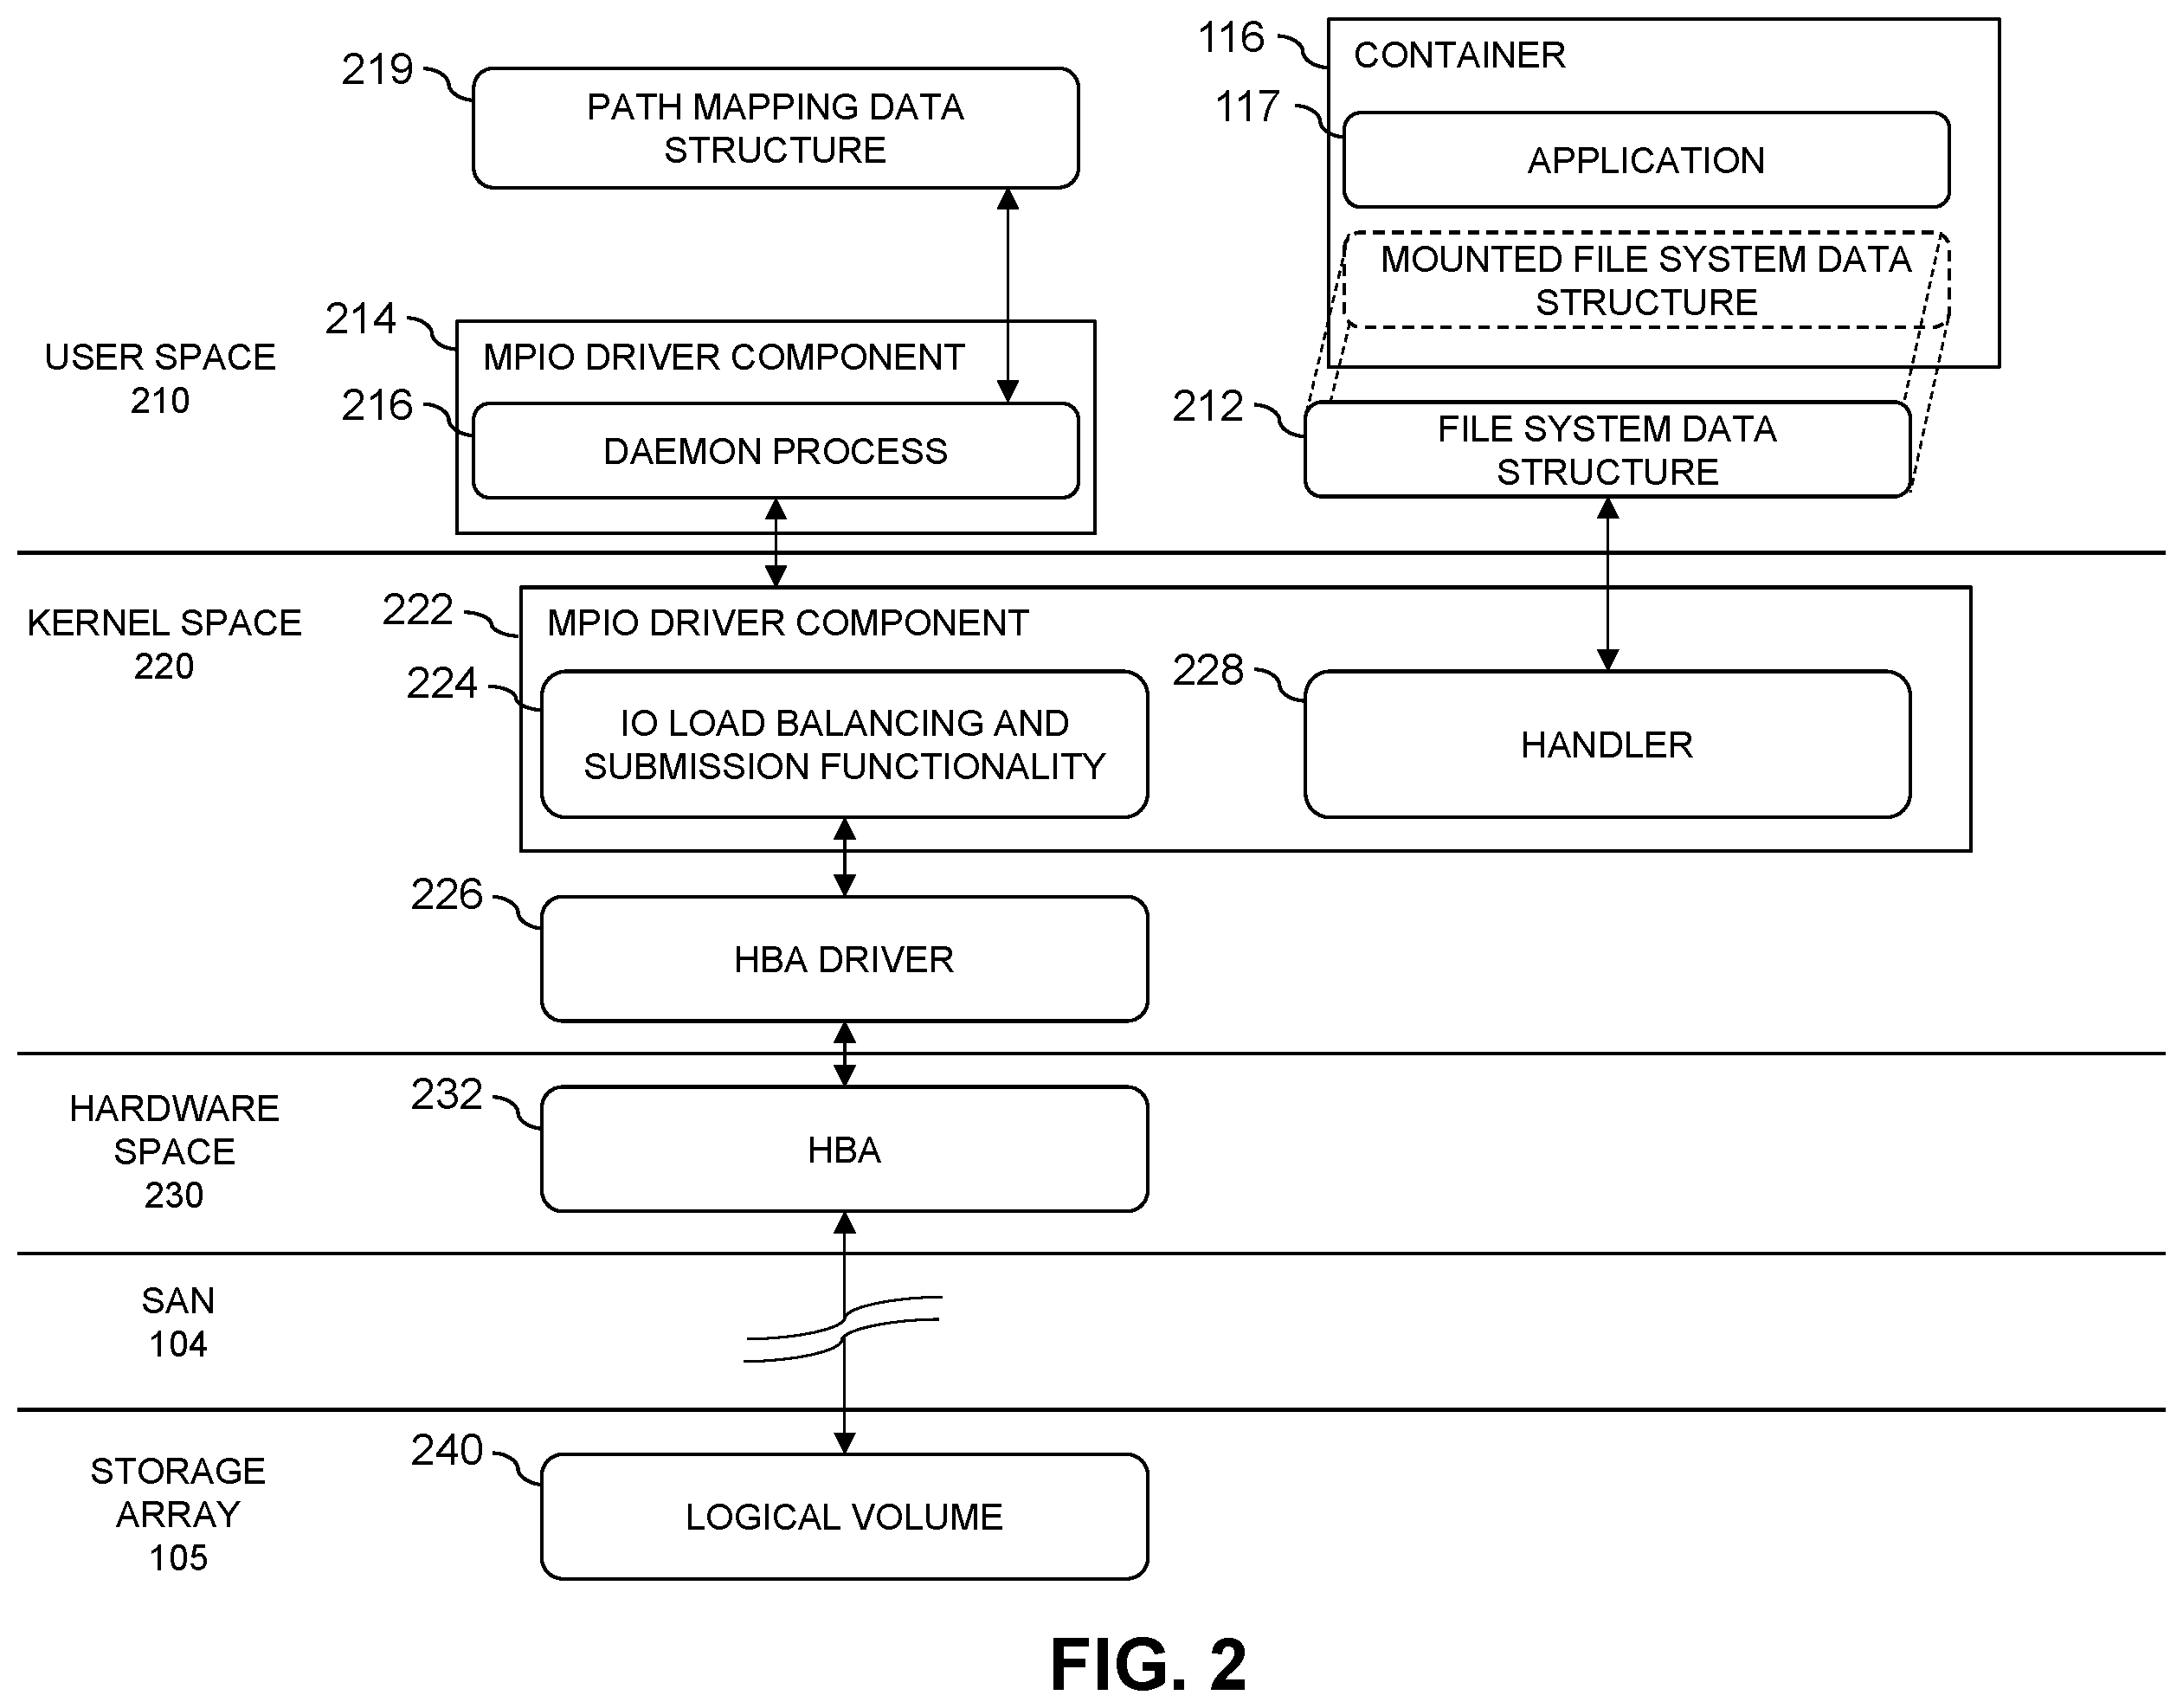 219
PATH MAPPING DATA
STRUCTURE
116
CONTAINER
117
APPLICATION
MOUNTED FILE SYSTEM DATA
STRUCTURE
USER SPACE
210
214
MPIO DRIVER COMPONENT
216
DAEMON PROCESS
212
FILE SYSTEM DATA
STRUCTURE
KERNEL SPACE
220
222
MPIO DRIVER COMPONENT
224
IO LOAD BALANCING AND
SUBMISSION FUNCTIONALITY
228
HANDLER
226
HBA DRIVER
HARDWARE
SPACE
230
232
HBA
SAN
104
STORAGE
ARRAY
105
240
LOGICAL VOLUME
FIG. 2